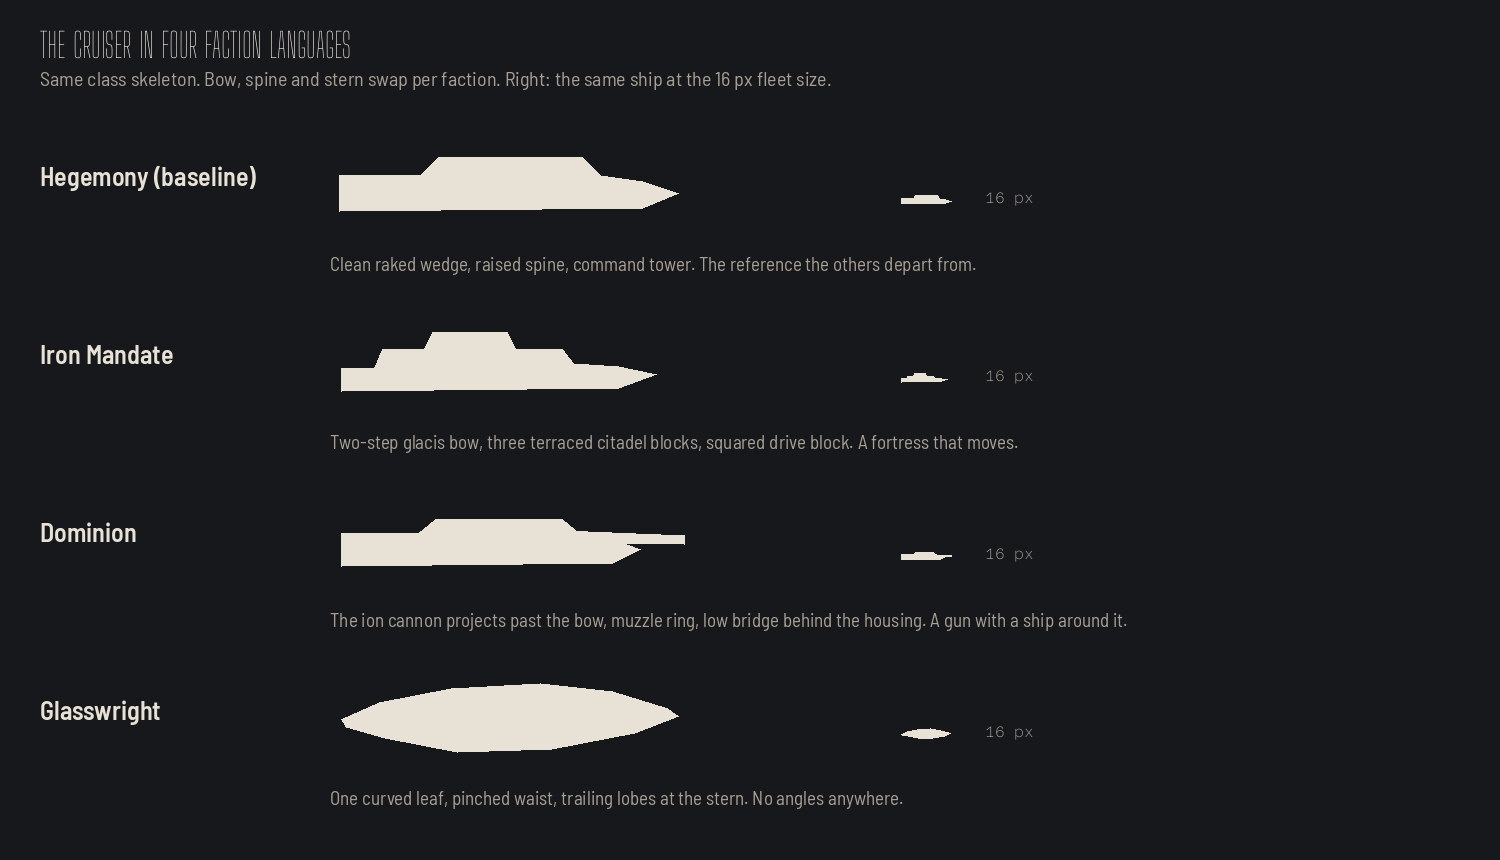 THE CRUISER IN FOUR FACTION LANGUAGES
Same class skeleton. Bow, spine and stern swap per faction. Right: the same ship at the 16 px fleet size.
Hegemony (baseline)
16 px
Clean raked wedge, raised spine, command tower. The reference the others depart from.
Iron Mandate
16 px
Two-step glacis bow, three terraced citadel blocks, squared drive block. A fortress that moves.
Dominion
16 px
The ion cannon projects past the bow, muzzle ring, low bridge behind the housing. A gun with a ship around it.
Glasswright
16 px
One curved leaf, pinched waist, trailing lobes at the stern. No angles anywhere.